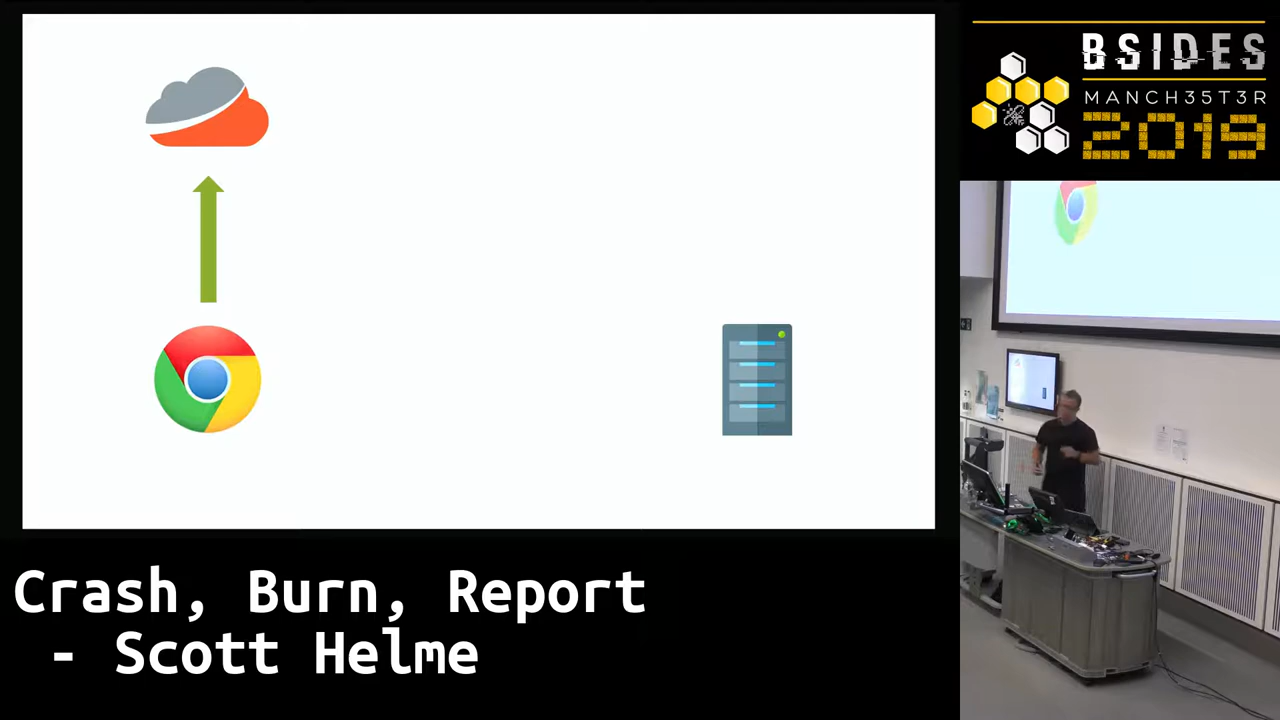 BSIDES
MANCH35T3R
2019
Crash, Burn, Report
- Scott Helme